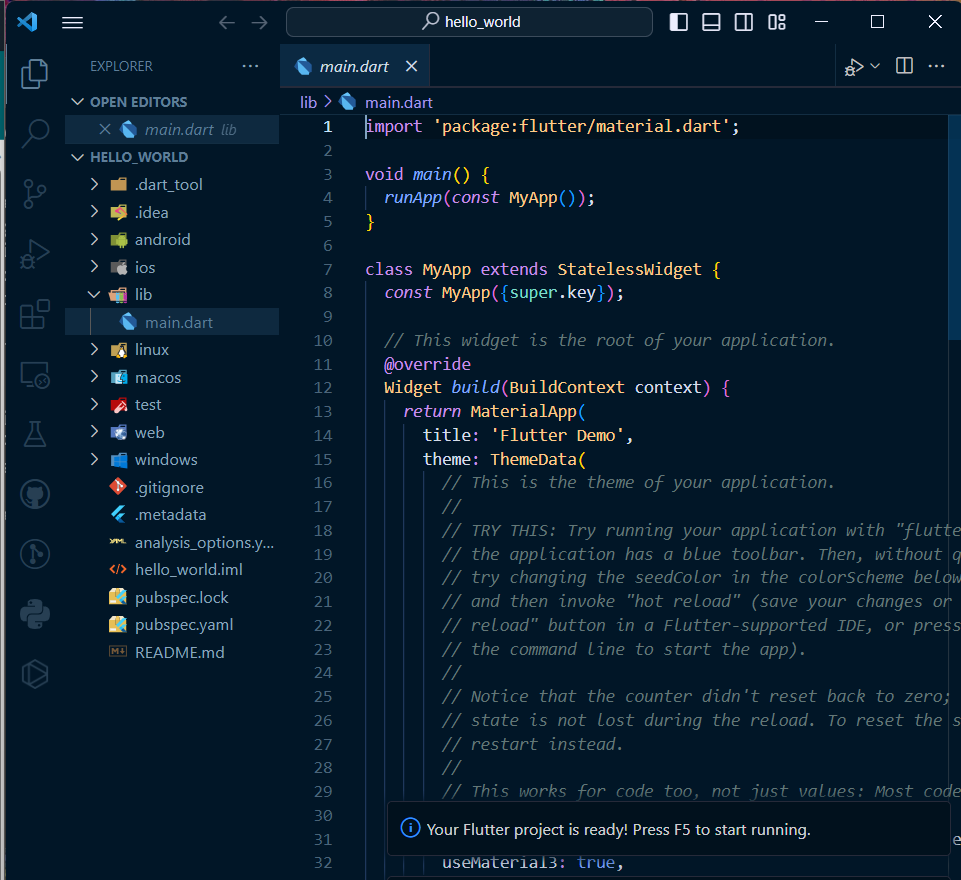 hello_world
EXPLORER
main.dart
OPEN EDITORS
lib > main.dart
main.dart lib
HELLO_WORLD
.dart_tool
.idea
android
ios
lib
main.dart
linux
macos
test
web
windows
.gitignore
.metadata
analysis_options.y...
hello_world.iml
pubspec.lock
pubspec.yaml
README.md
1 import 'package:flutter/material.dart';
2
3 void main() {
4 runApp(const MyApp());
5 }
6
7 class MyApp extends StatelessWidget {
8 const MyApp({super.key});
9
10 // This widget is the root of your application.
11 @override
12 Widget build(BuildContext context) {
13 return MaterialApp(
14 title: 'Flutter Demo',
15 theme: ThemeData(
16 // This is the theme of your application.
17 //
18 // TRY THIS: Try running your application with "flutte
19 // the application has a blue toolbar. Then, without q
20 // try changing the seedColor in the colorScheme below
21 // and then invoke "hot reload" (save your changes or
22 // reload" button in a Flutter-supported IDE, or press
23 // the command line to start the app).
24 //
25 // Notice that the counter didn't reset back to zero;
26 // state is not lost during the reload. To reset the s
27 // restart instead.
28 //
29 // This works for code too, not just values: Most code
30
31
32 useMaterial3: true,
Your Flutter project is ready! Press F5 to start running.